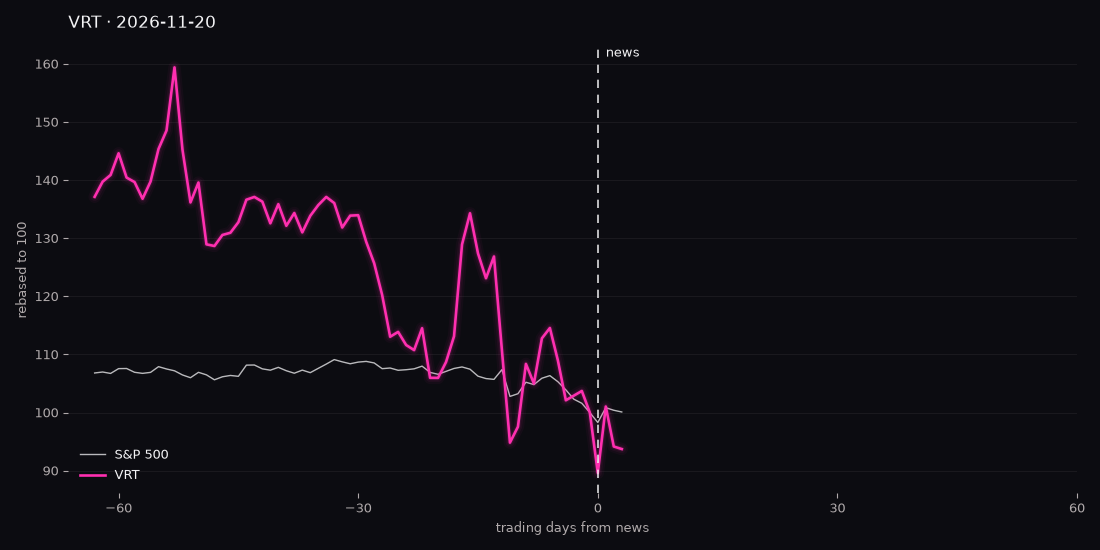 VRT · 2026-11-20
news
160
150
140
130
120
110
100
90
rebased to 100
S&P 500
VRT
−60
−30
0
30
60
trading days from news